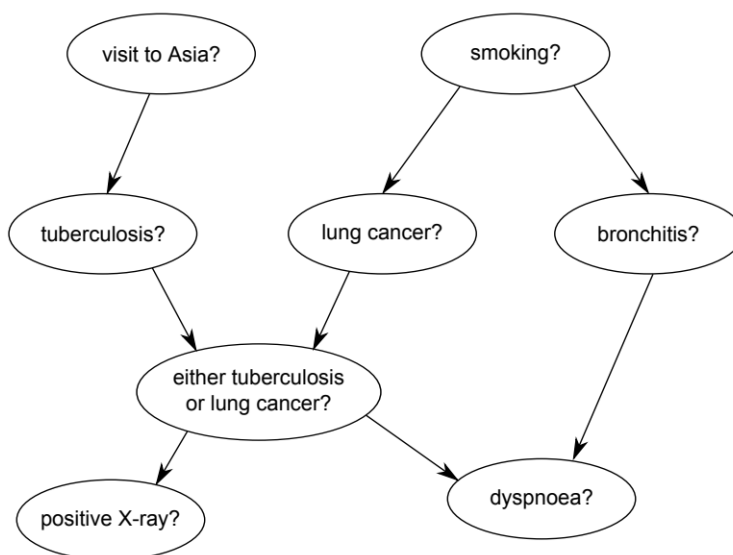 visit to Asia?
smoking?
tuberculosis?
lung cancer?
bronchitis?
either tuberculosis
or lung cancer?
positive X-ray?
dyspnoea?